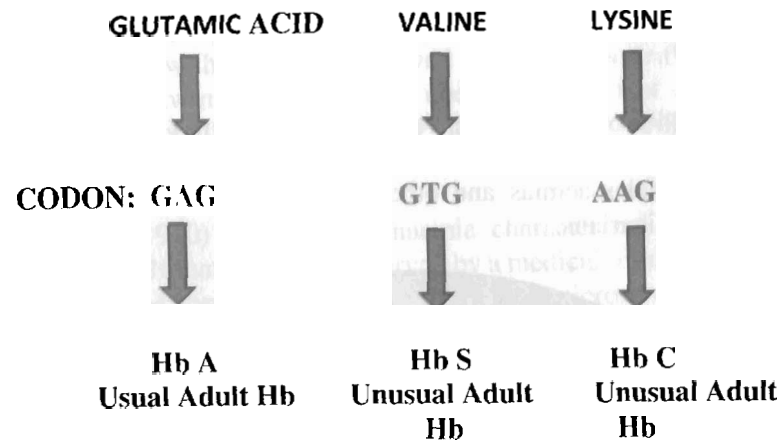 GLUTAMIC ACID VALINE LYSINE
CODON: GAG GTG AAG
Hb A Hb S Hb C
Usual Adult Hb Unusual Adult Unusual Adult
Hb Hb